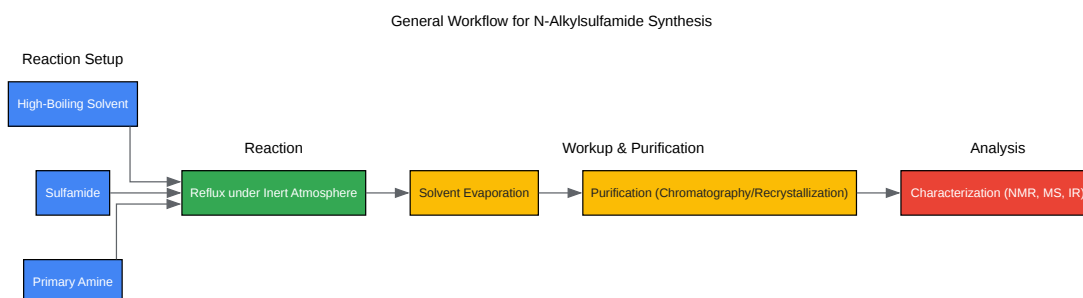 General Workflow for N-Alkylsulfamide Synthesis
Reaction Setup
High-Boiling Solvent
Sulfamide
Primary Amine
Reaction
Reflux under Inert Atmosphere
Workup & Purification
Solvent Evaporation
Purification (Chromatography/Recrystallization)
Analysis
Characterization (NMR, MS, IR)